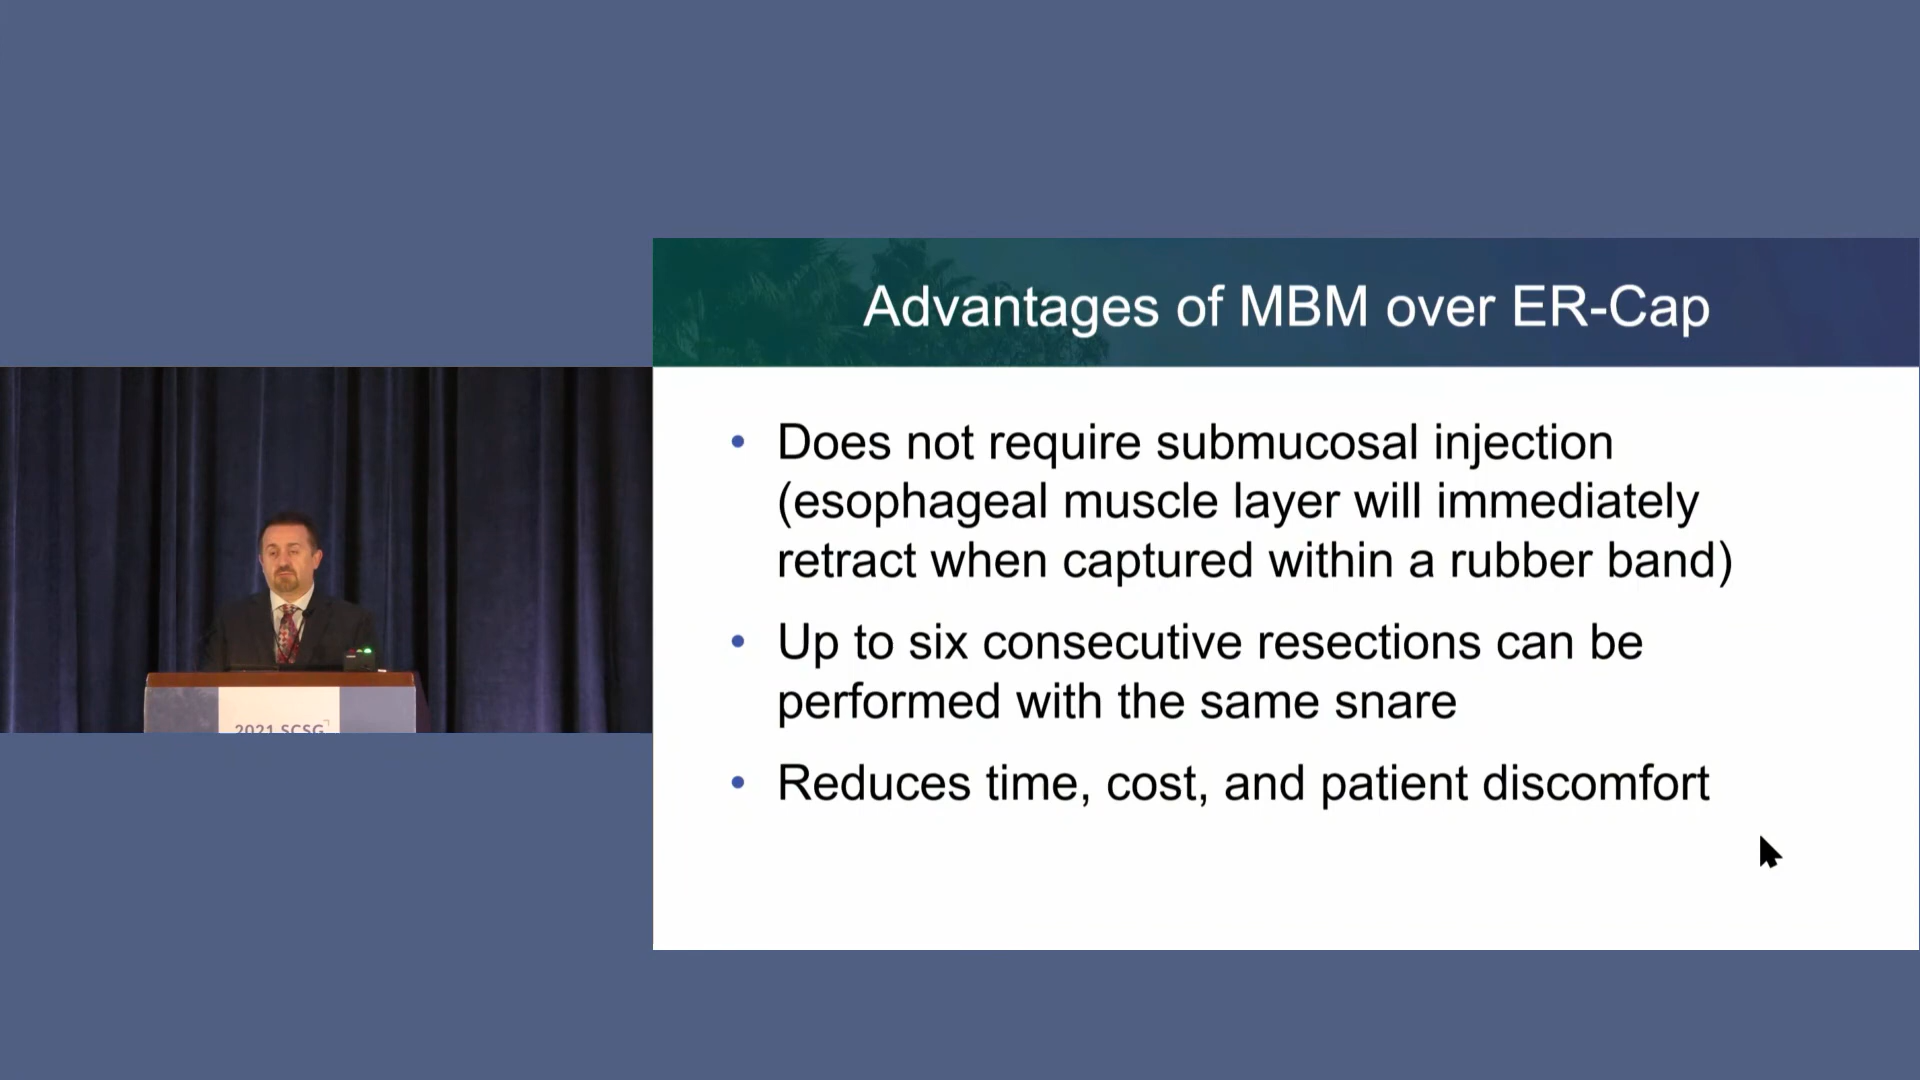 Advantages of MBM over ER-Cap
• Does not require submucosal injection
(esophageal muscle layer will immediately
retract when captured within a rubber band)
• Up to six consecutive resections can be
performed with the same snare
• Reduces time, cost, and patient discomfort
2021 SCSG